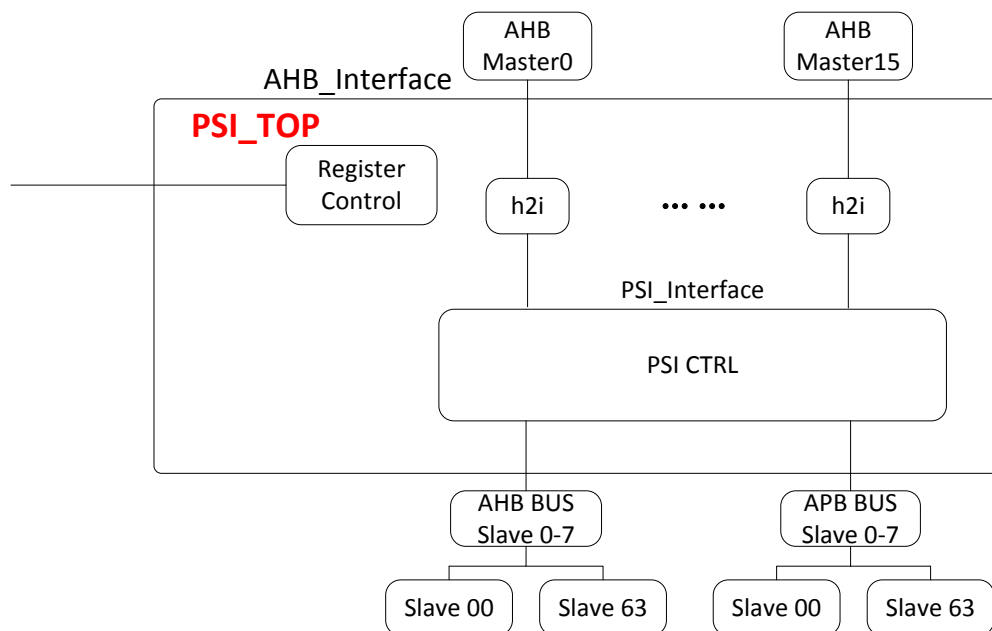 AHB
Master0
AHB
Master15
AHB_Interface
PSI_TOP
Register
Control
h2i
... ...
h2i
PSI_Interface
PSI CTRL
AHB BUS
Slave 0-7
APB BUS
Slave 0-7
Slave 00
Slave 63
Slave 00
Slave 63